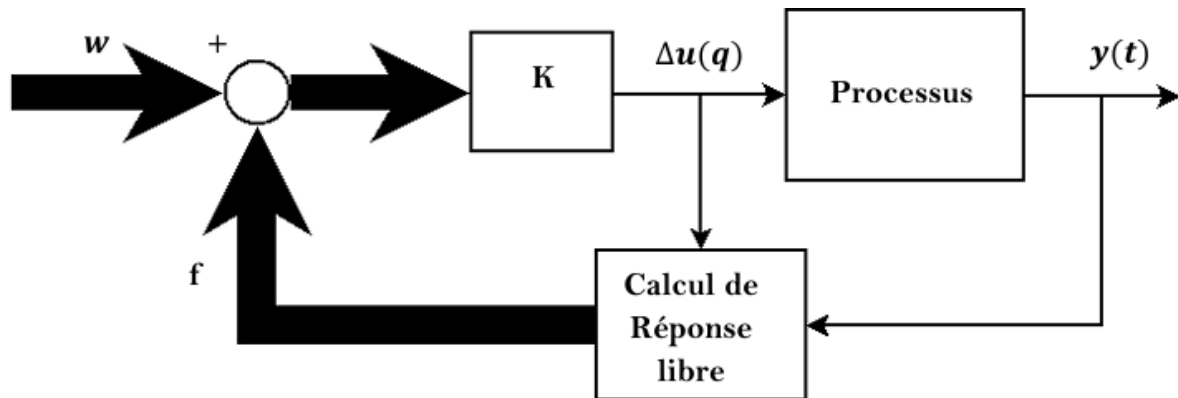 w
+
K
Δu(q)
Processus
y(t)
f
Calcul de
Réponse
libre